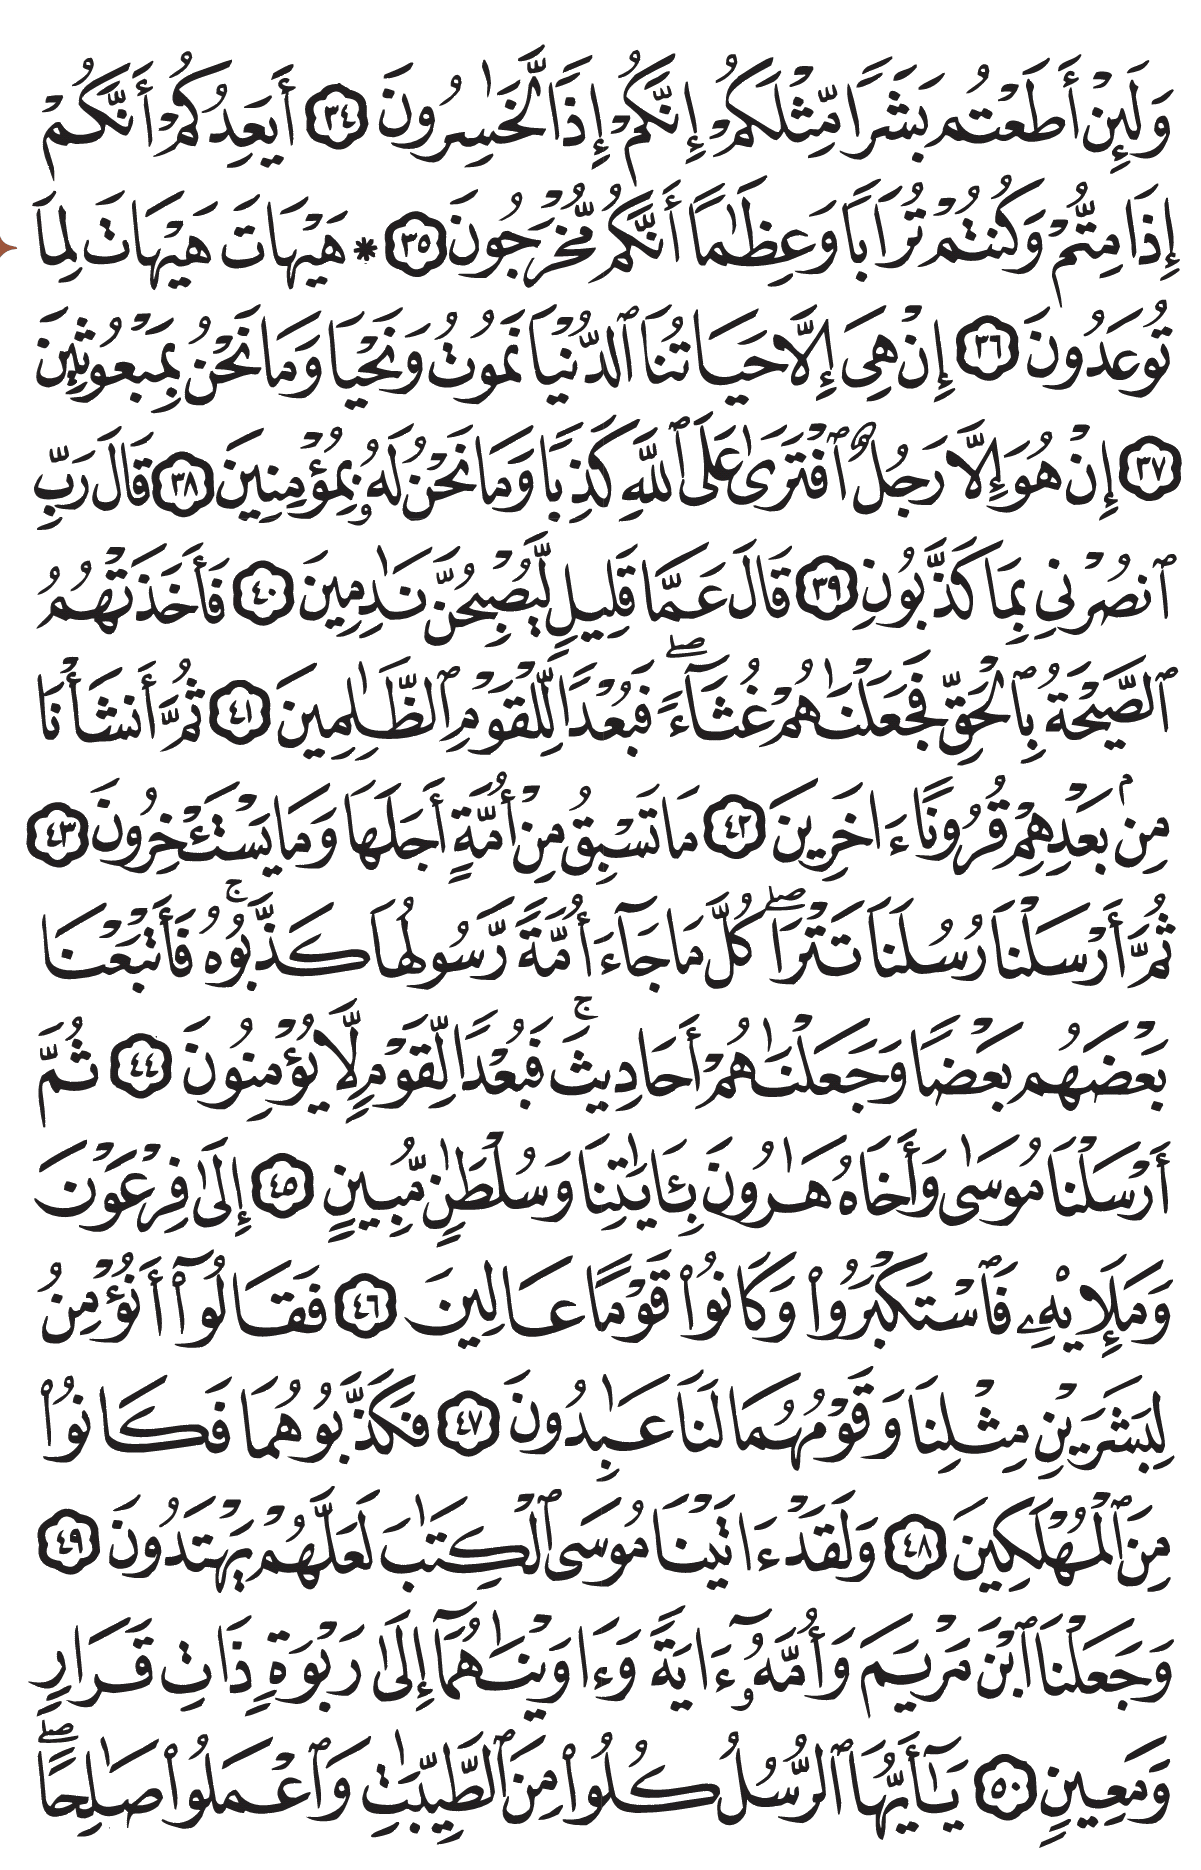 وَلَئِنْ أَطَعْتُم بَشَرًا مِّثْلَكُمْ إِنَّكُمْ إِذًا لَّخَٰسِرُونَ ٣٤ أَيَعِدُكُمْ أَنَّكُمْ
إِذَا مِتُّمْ وَكُنتُمْ تُرَابًا وَعِظَٰمًا أَنَّكُم مُّخْرَجُونَ ٣٥ * هَيْهَاتَ هَيْهَاتَ لِمَا
تُوعَدُونَ ٣٦ إِنْ هِىَ إِلَّا حَيَاتُنَا ٱلدُّنْيَا نَمُوتُ وَنَحْيَا وَمَا نَحْنُ بِمَبْعُوثِينَ
٣٧ إِنْ هُوَ إِلَّا رَجُلٌ ٱفْتَرَىٰ عَلَى ٱللَّهِ كَذِبًا وَمَا نَحْنُ لَهُۥ بِمُؤْمِنِينَ ٣٨ قَالَ رَبِّ
ٱنصُرْنِى بِمَا كَذَّبُونِ ٣٩ قَالَ عَمَّا قَلِيلٍ لَّيُصْبِحُنَّ نَٰدِمِينَ ٤٠ فَأَخَذَتْهُمُ
ٱلصَّيْحَةُ بِٱلْحَقِّ فَجَعَلْنَٰهُمْ غُثَآءً ۖ فَبُعْدًا لِّلْقَوْمِ ٱلظَّٰلِمِينَ ٤١ ثُمَّ أَنشَأْنَا
مِنۢ بَعْدِهِمْ قُرُونًا ءَاخَرِينَ ٤٢ مَا تَسْبِقُ مِنْ أُمَّةٍ أَجَلَهَا وَمَا يَسْتَـْٔخِرُونَ ٤٣
ثُمَّ أَرْسَلْنَا رُسُلَنَا تَتْرَا ۖ كُلَّ مَا جَآءَ أُمَّةً رَّسُولُهَا كَذَّبُوهُ ۚ فَأَتْبَعْنَا
بَعْضَهُم بَعْضًا وَجَعَلْنَٰهُمْ أَحَادِيثَ ۚ فَبُعْدًا لِّقَوْمٍ لَّا يُؤْمِنُونَ ٤٤ ثُمَّ
أَرْسَلْنَا مُوسَىٰ وَأَخَاهُ هَٰرُونَ بِـَٔايَٰتِنَا وَسُلْطَٰنٍ مُّبِينٍ ٤٥ إِلَىٰ فِرْعَوْنَ
وَمَلَإِي۟هِۦ فَٱسْتَكْبَرُوا۟ وَكَانُوا۟ قَوْمًا عَالِينَ ٤٦ فَقَالُوٓا۟ أَنُؤْمِنُ
لِبَشَرَيْنِ مِثْلِنَا وَقَوْمُهُمَا لَنَا عَٰبِدُونَ ٤٧ فَكَذَّبُوهُمَا فَكَانُوا۟
مِنَ ٱلْمُهْلَكِينَ ٤٨ وَلَقَدْ ءَاتَيْنَا مُوسَى ٱلْكِتَٰبَ لَعَلَّهُمْ يَهْتَدُونَ ٤٩
وَجَعَلْنَا ٱبْنَ مَرْيَمَ وَأُمَّهُۥٓ ءَايَةً وَءَاوَيْنَٰهُمَآ إِلَىٰ رَبْوَةٍ ذَاتِ قَرَارٍ
وَمَعِينٍ ٥٠ يَٰٓأَيُّهَا ٱلرُّسُلُ كُلُوا۟ مِنَ ٱلطَّيِّبَٰتِ وَٱعْمَلُوا۟ صَٰلِحًا ۖ